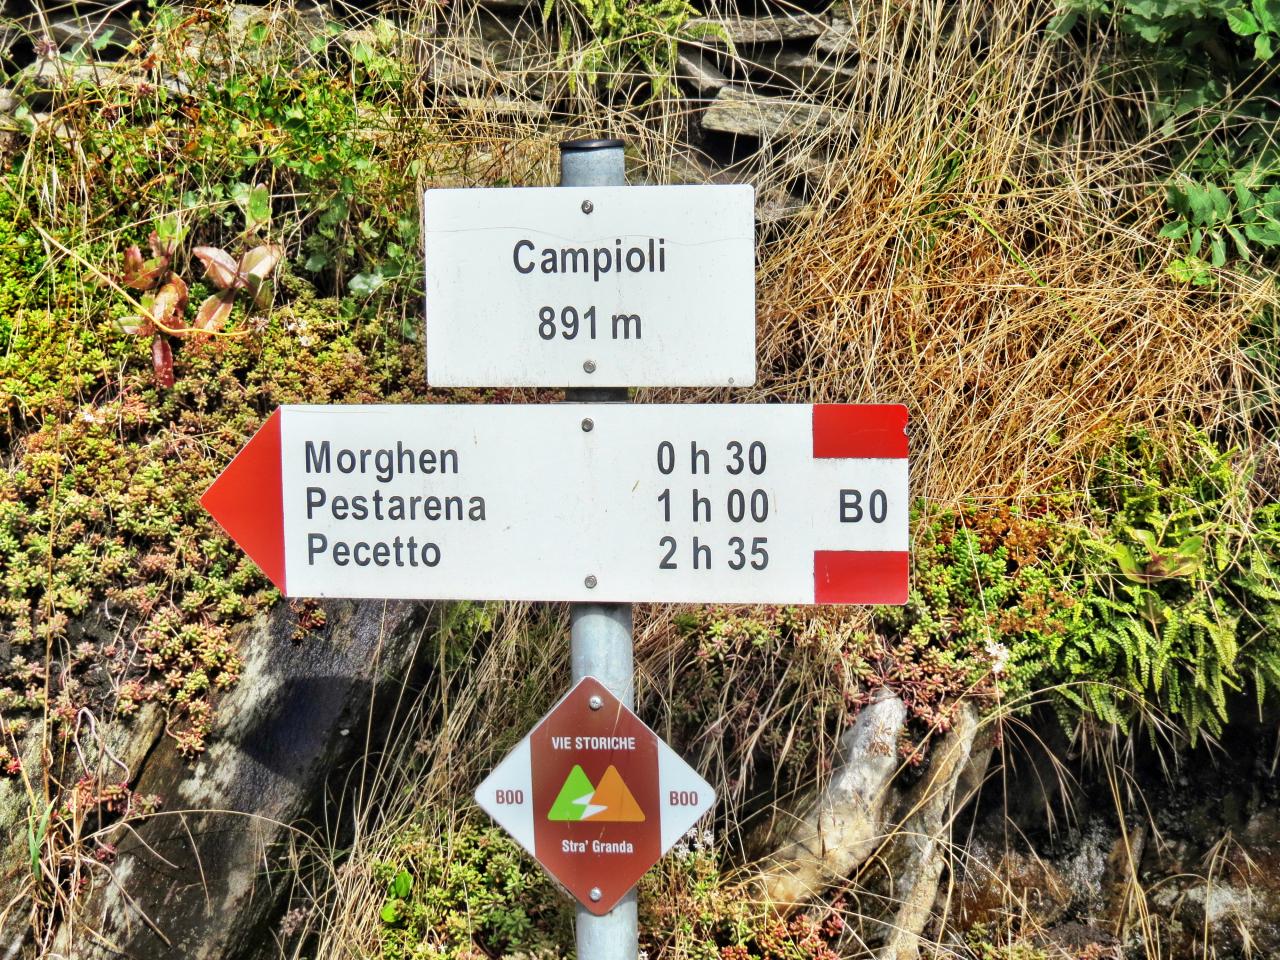 Campioli
891 m
Morghen 0 h 30
Pestarena 1 h 00
Pecetto 2 h 35
B0
VIE STORICHE
B00 B00
Stra' Granda